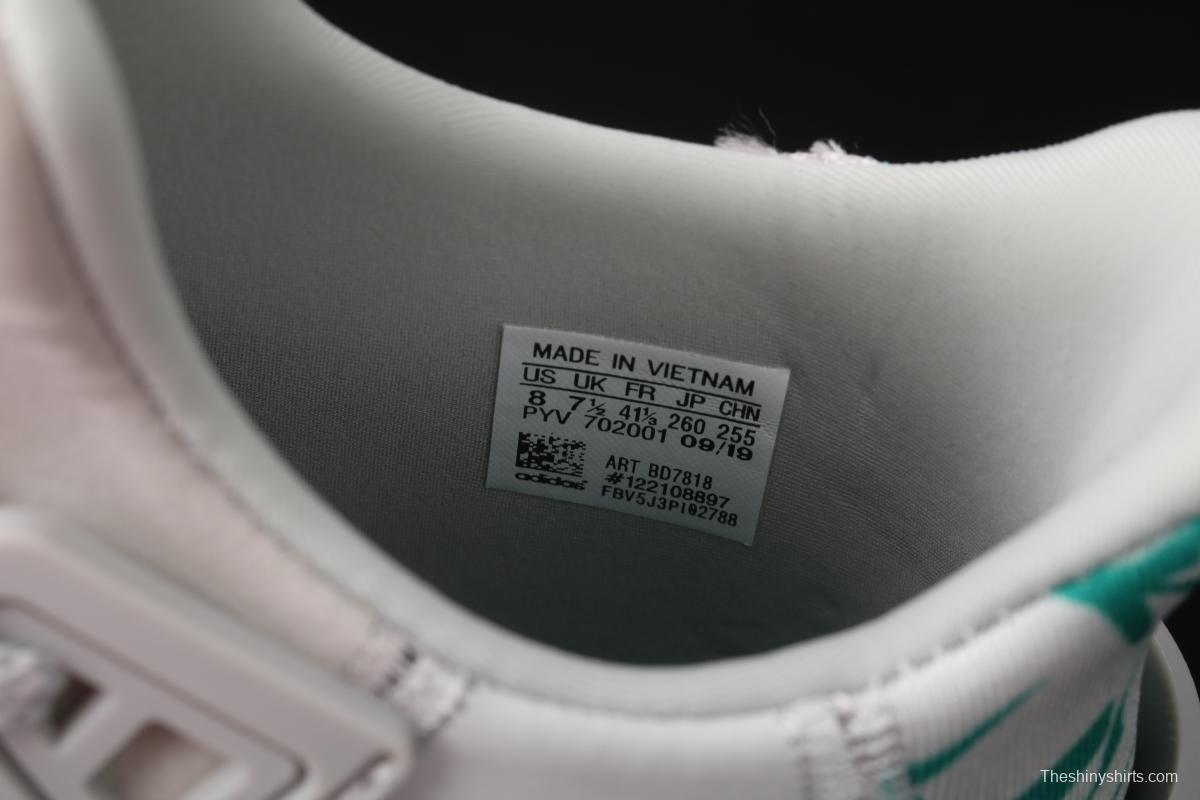 MADE IN VIETNAM
US UK FR JP CHN
8 7½ 41⅓ 260 255
PYV 702001 09/19
ART BD7818
#122108897
FBV5J3PI02788
adidas
TheshinyShirts.com